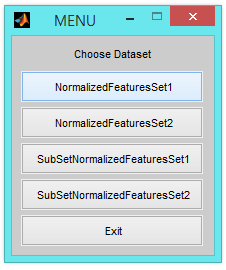 MENU
Choose Dataset
NormalizedFeaturesSet1
NormalizedFeaturesSet2
SubSetNormalizedFeaturesSet1
SubSetNormalizedFeaturesSet2
Exit